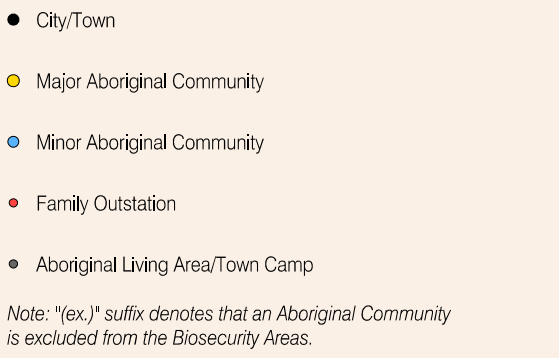 City/Town
Major Aboriginal Community
Minor Aboriginal Community
Family Outstation
Aboriginal Living Area/Town Camp
Note: "(ex.)" suffix denotes that an Aboriginal Community
is excluded from the Biosecurity Areas.